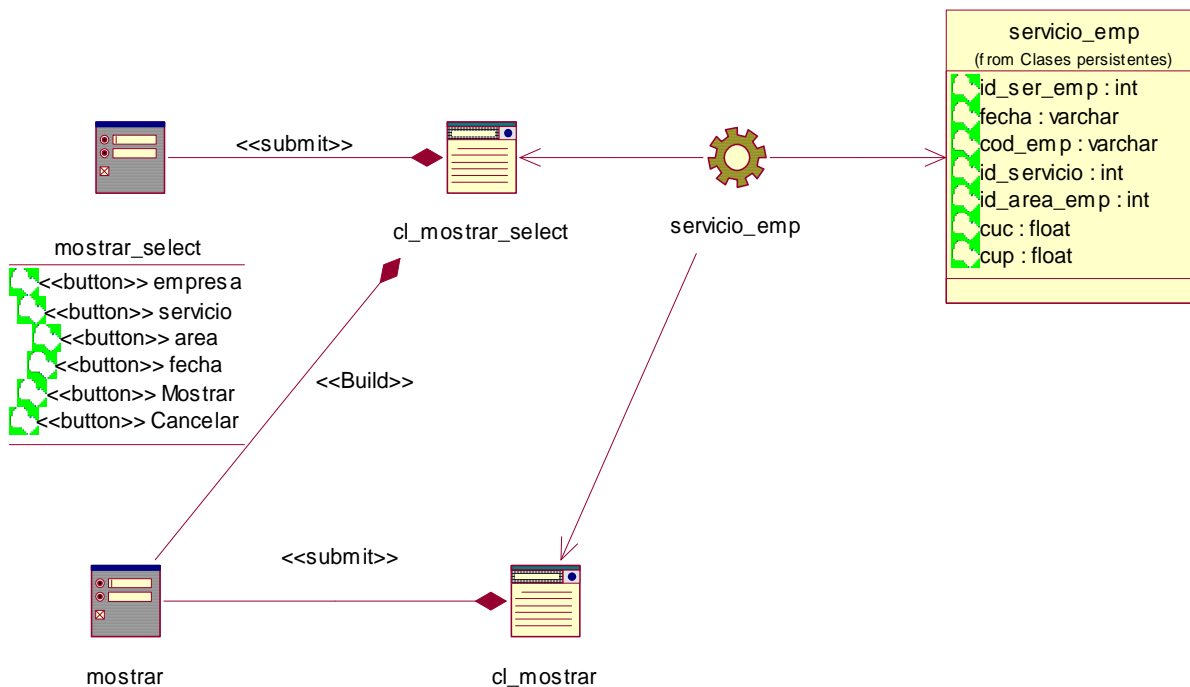 servicio_emp
(from Clases persistentes)
id_ser_emp : int
fecha : varchar
cod_emp : varchar
id_servicio : int
id_area_emp : int
cuc : float
cup : float
<<submit>>
mostrar_select
cl_mostrar_select
servicio_emp
<<button>> empresa
<<button>> servicio
<<button>> area
<<button>> fecha
<<button>> Mostrar
<<button>> Cancelar
<<Build>>
<<submit>>
mostrar
cl_mostrar